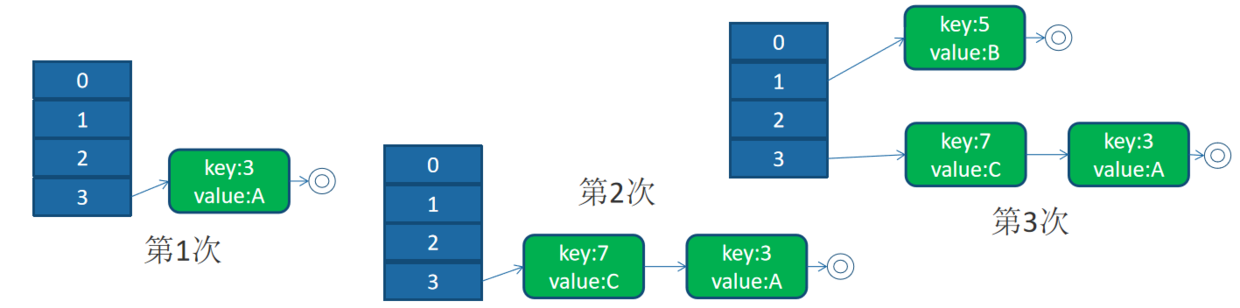 0
1
2
3
key:3
value:A
第1次
0
1
2
3
key:7
value:C
key:3
value:A
第2次
0
1
2
3
key:5
value:B
key:7
value:C
key:3
value:A
第3次